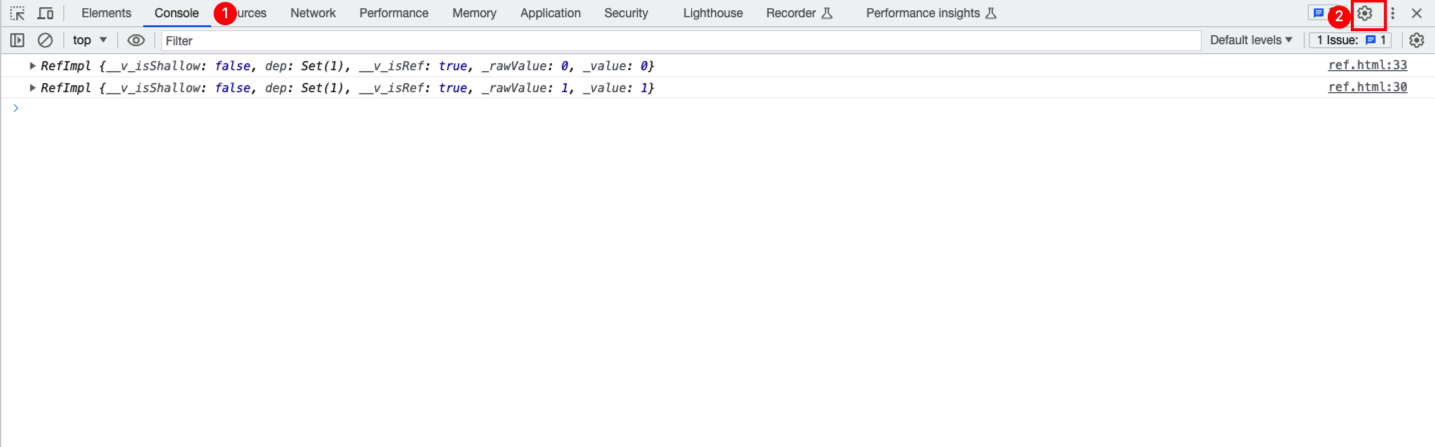 Elements Console 1 urces Network Performance Memory Application Security Lighthouse Recorder Performance insights 2
top Filter Default levels 1 Issue: 1
RefImpl {__v_isShallow: false, dep: Set(1), __v_isRef: true, _rawValue: 0, _value: 0} ref.html:33
RefImpl {__v_isShallow: false, dep: Set(1), __v_isRef: true, _rawValue: 1, _value: 1} ref.html:30